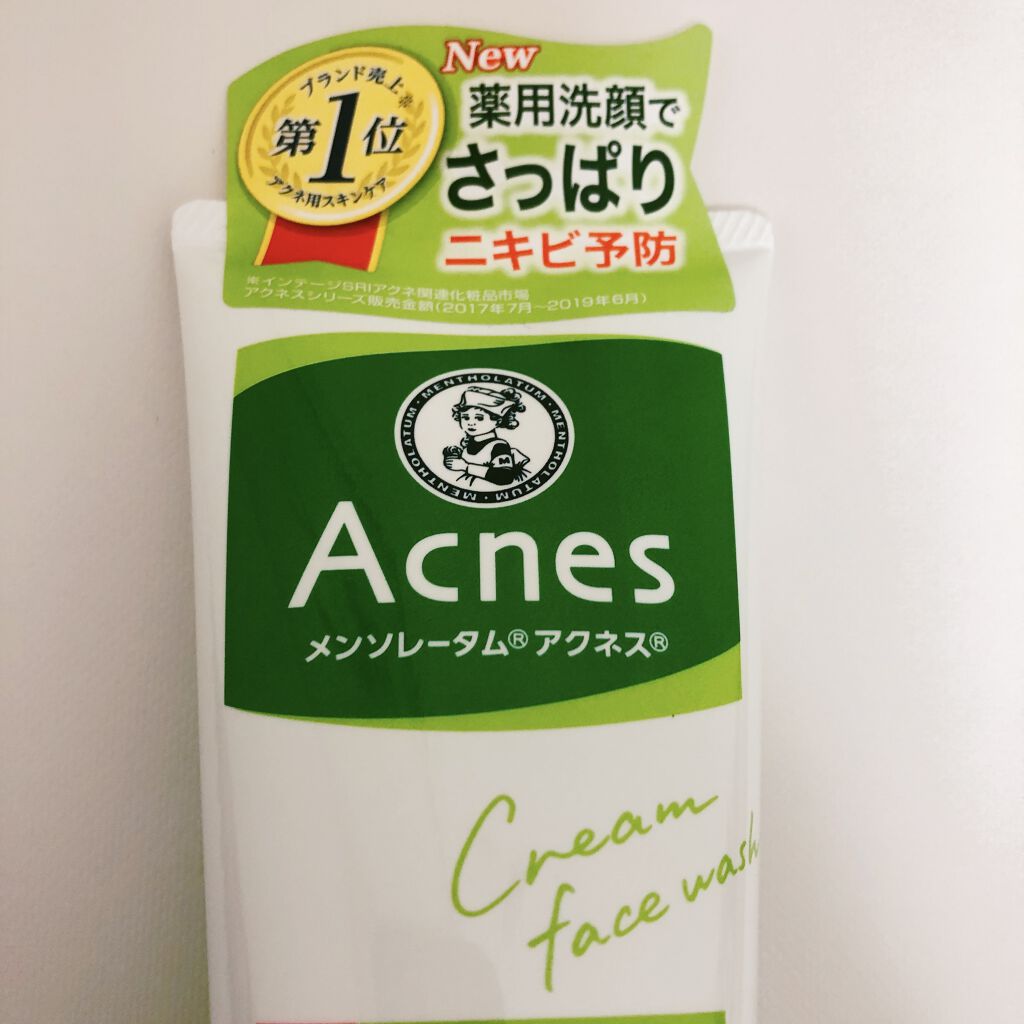 New
ブランド売上※
第1位
アクネ用スキンケア
薬用洗顔で
さっぱり
ニキビ予防
※インテージSRIアクネ関連化粧品市場
アクネスシリーズ販売金額(2017年7月~2019年6月)
MENTHOLATUM・MENTHOLATUM・MENTHOLATUM・MENTHOLATUM・
M
Acnes
メンソレータム®アクネス®
Cream
face wash